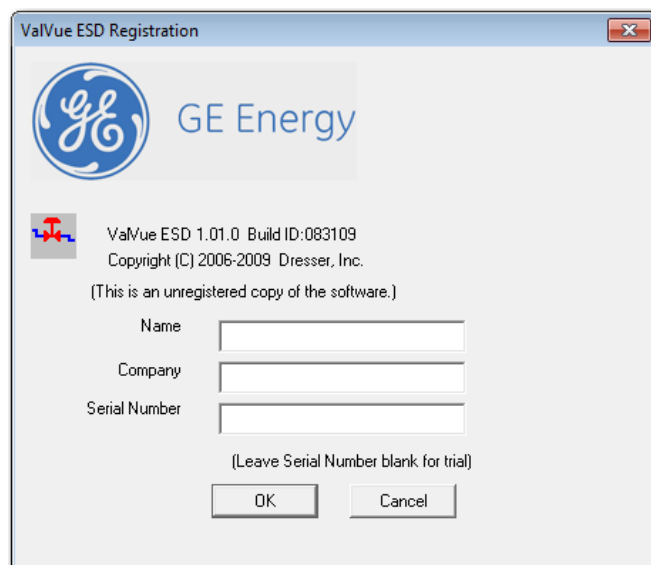 ValVue ESD Registration
GE
GE Energy
ValVue ESD 1.01.0 Build ID:083109
Copyright (C) 2006-2009 Dresser, Inc.
(This is an unregistered copy of the software.)
Name
Company
Serial Number
(Leave Serial Number blank for trial)
OK Cancel